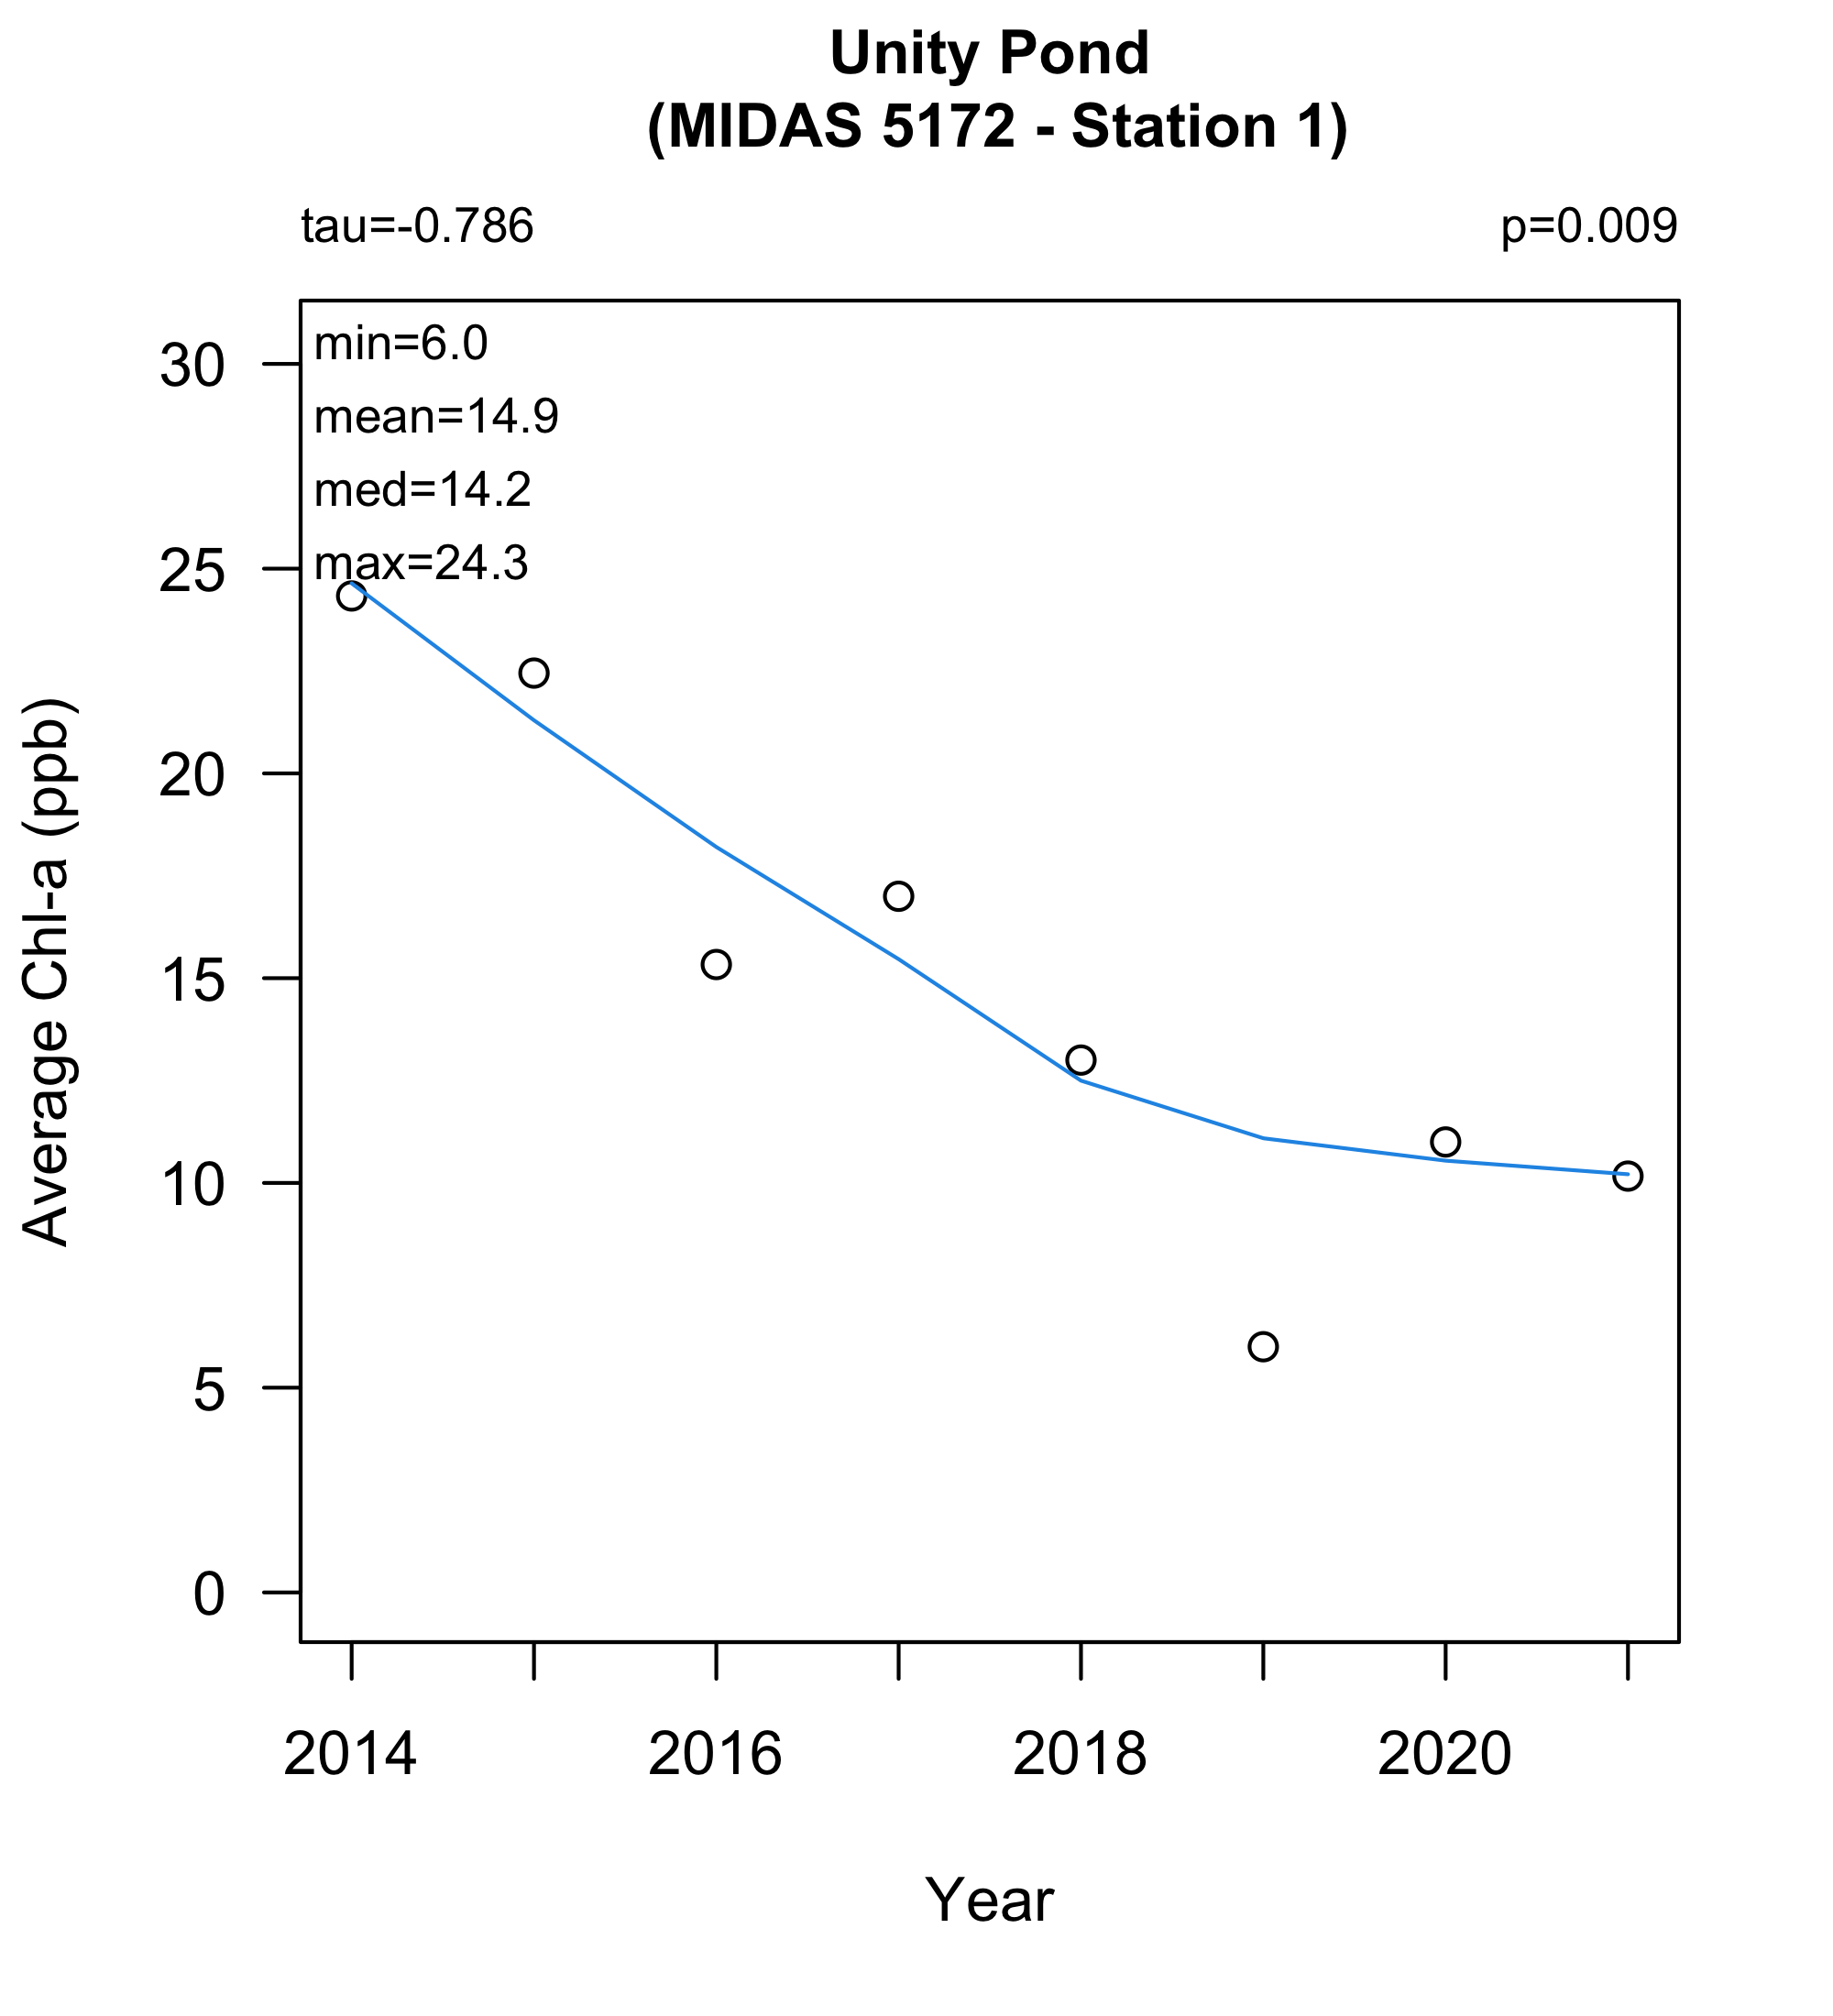 Unity Pond
(MIDAS 5172 - Station 1)
tau=-0.786
p=0.009
min=6.0
mean=14.9
med=14.2
max=24.3
30
25
20
15
10
5
0
Average Chl-a (ppb)
2014
2016
2018
2020
Year